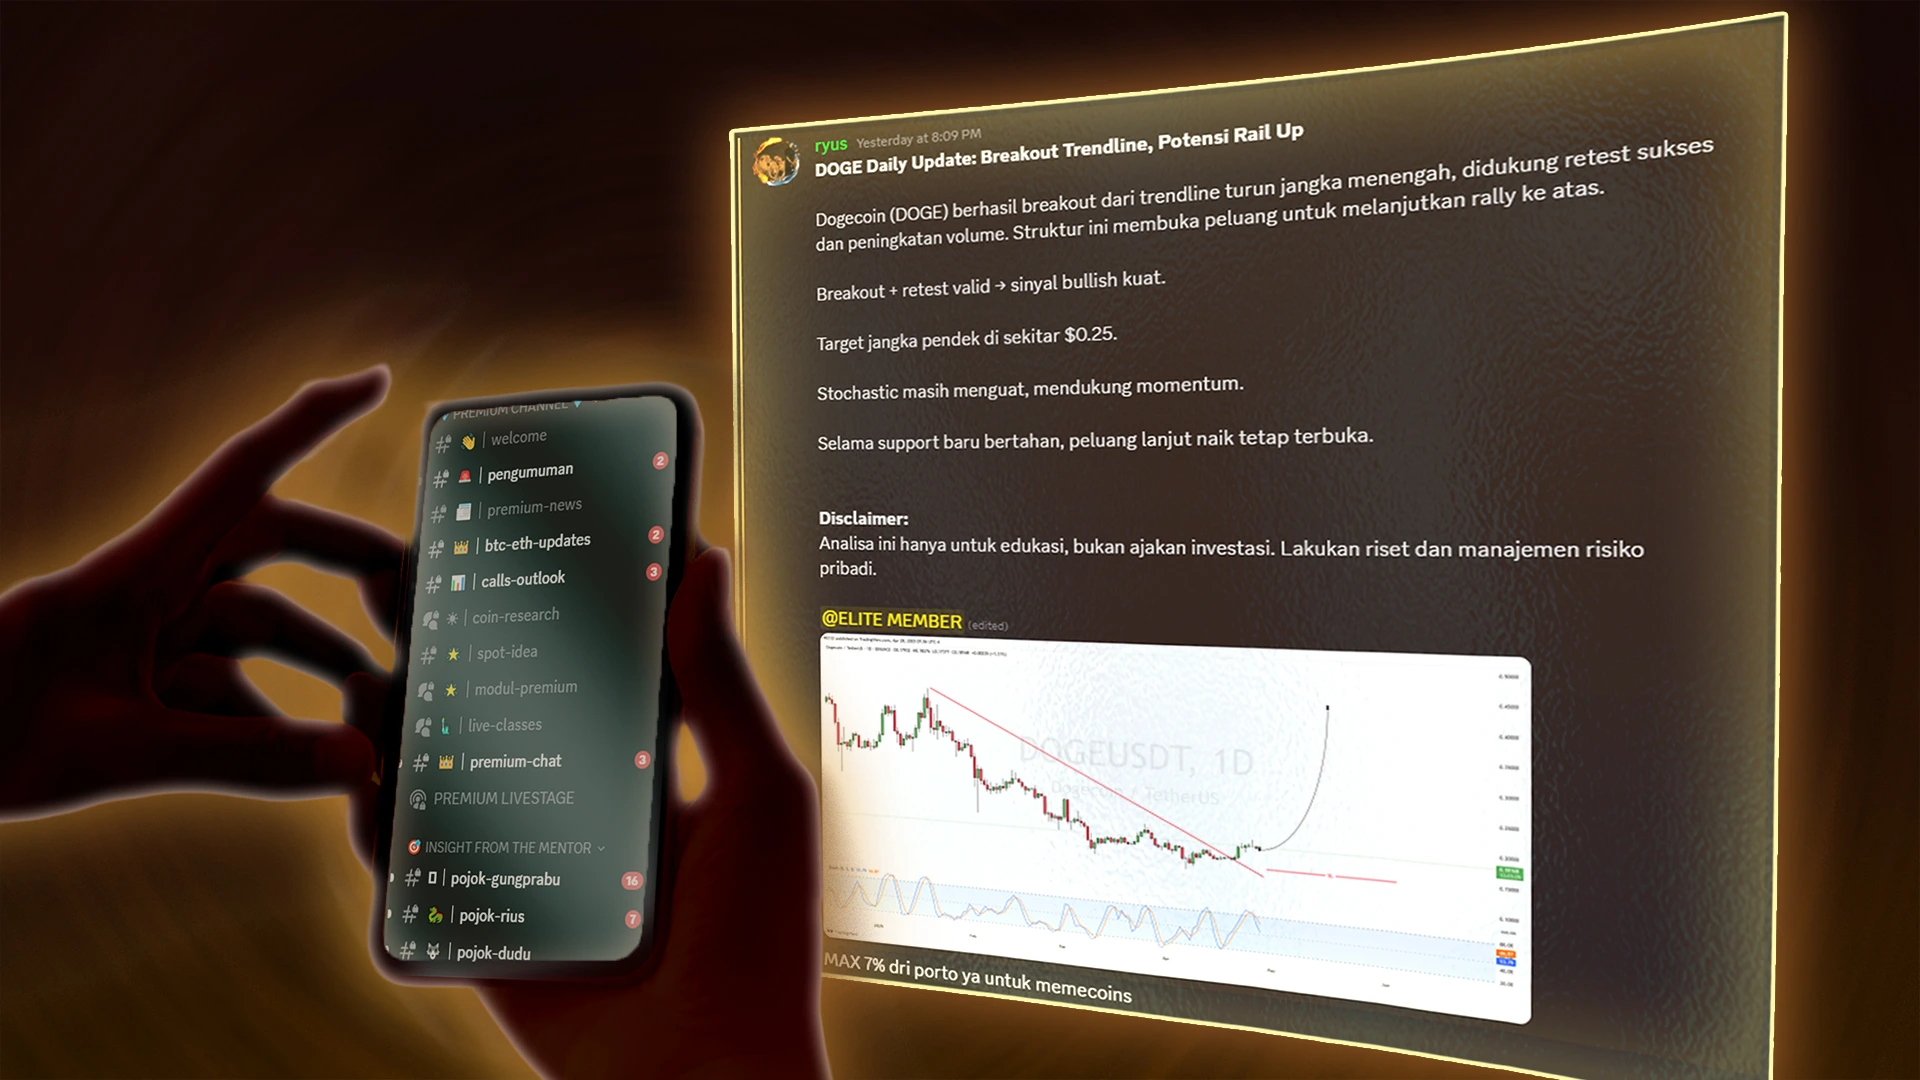 PREMIUM CHANNEL
welcome
pengumuman 2
premium-news
btc-eth-updates 2
calls-outlook 3
coin-research
spot-idea
modul-premium
live-classes
premium-chat 3
PREMIUM LIVESTAGE
INSIGHT FROM THE MENTOR
pojok-gungprabu 16
pojok-rius 7
pojok-dudu
ryus Yesterday at 8:09 PM
DOGE Daily Update: Breakout Trendline, Potensi Rail Up
Dogecoin (DOGE) berhasil breakout dari trendline turun jangka menengah, didukung retest sukses
dan peningkatan volume. Struktur ini membuka peluang untuk melanjutkan rally ke atas.
Breakout + retest valid → sinyal bullish kuat.
Target jangka pendek di sekitar $0.25.
Stochastic masih menguat, mendukung momentum.
Selama support baru bertahan, peluang lanjut naik tetap terbuka.
Disclaimer:
Analisa ini hanya untuk edukasi, bukan ajakan investasi. Lakukan riset dan manajemen risiko
pribadi.
@ELITE MEMBER (edited)
DOGEUSDT, 1D
Dogecoin / TetherUS
MAX 7% dri porto ya untuk memecoins